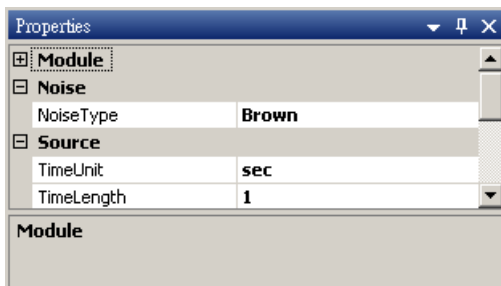 Properties
Module
Noise
NoiseType Brown
Source
TimeUnit sec
TimeLength 1
Module